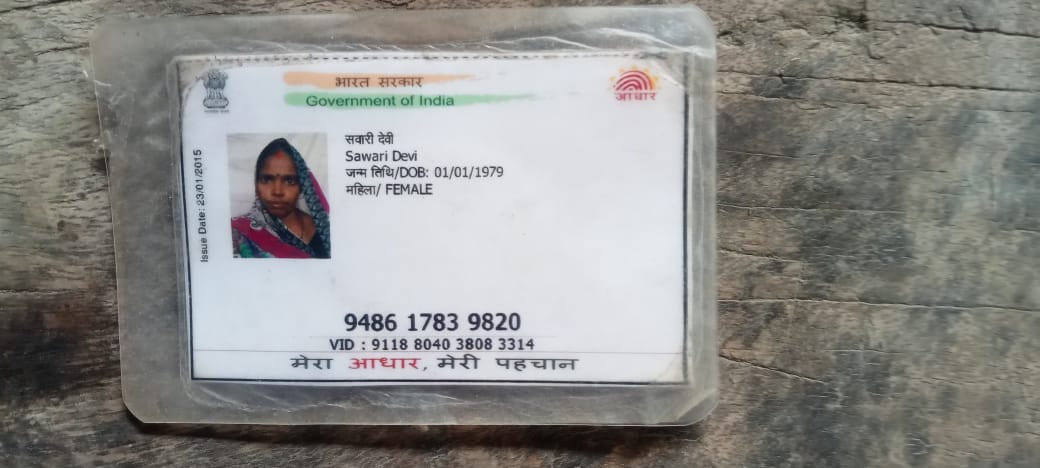 भारत सरकार
Government of India
आधार
Issue Date: 23/01/2015
सवारी देवी
Sawari Devi
जन्म तिथि/DOB: 01/01/1979
महिला/ FEMALE
9486 1783 9820
VID : 9118 8040 3808 3314
मेरा आधार, मेरी पहचान